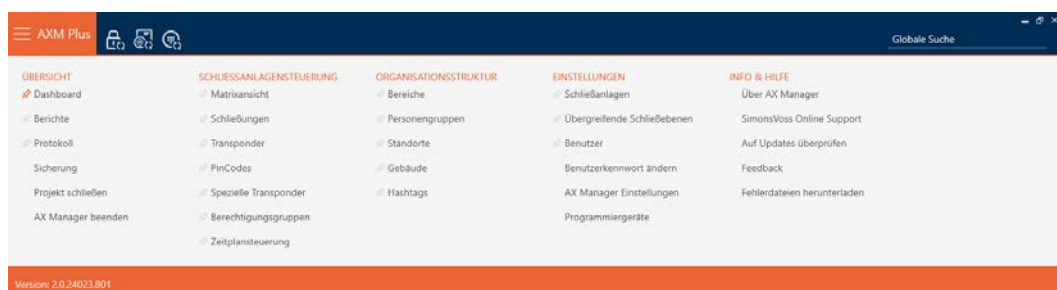 AXM Plus
Globale Suche
ÜBERSICHT
Dashboard
Berichte
Protokoll
Sicherung
Projekt schließen
AX Manager beenden
SCHLIESSANLAGENSTEUERUNG
Matrixansicht
Schließungen
Transponder
PinCodes
Spezielle Transponder
Berechtigungsgruppen
Zeitplansteuerung
ORGANISATIONSSTRUKTUR
Bereiche
Personengruppen
Standorte
Gebäude
Hashtags
EINSTELLUNGEN
Schließanlagen
Übergreifende Schließebenen
Benutzer
Benutzerkennwort ändern
AX Manager Einstellungen
Programmiergeräte
INFO & HILFE
Über AX Manager
SimonsVoss Online Support
Auf Updates überprüfen
Feedback
Fehlerdateien herunterladen
Version: 2.0.24023.801